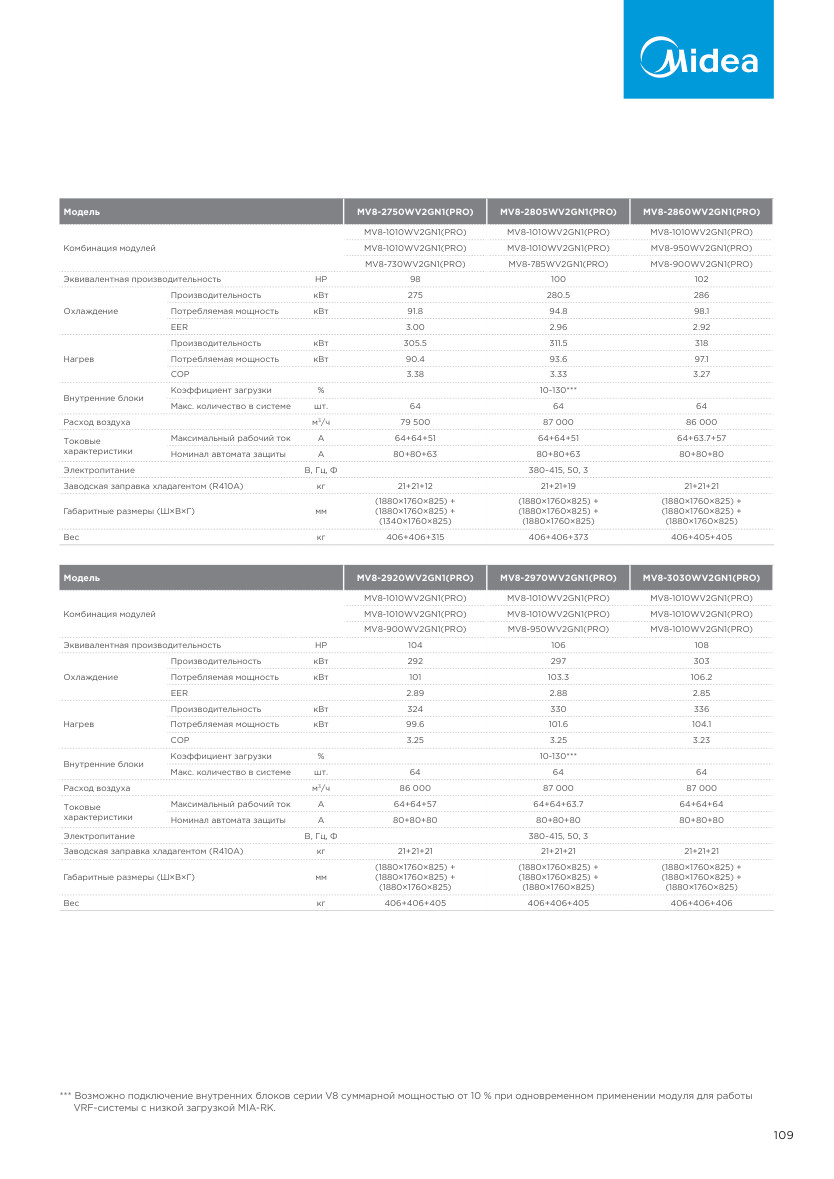 Midea
Модель MV8-2750WV2GN1(PRO) MV8-2805WV2GN1(PRO) MV8-2860WV2GN1(PRO)
Комбинация модулей
MV8-1010WV2GN1(PRO) MV8-1010WV2GN1(PRO) MV8-1010WV2GN1(PRO)
MV8-1010WV2GN1(PRO) MV8-1010WV2GN1(PRO) MV8-950WV2GN1(PRO)
MV8-730WV2GN1(PRO) MV8-785WV2GN1(PRO) MV8-900WV2GN1(PRO)
Эквивалентная производительность HP 98 100 102
Охлаждение
Производительность кВт 275 280.5 286
Потребляемая мощность кВт 91.8 94.8 98.1
EER 3.00 2.96 2.92
Нагрев
Производительность кВт 305.5 311.5 318
Потребляемая мощность кВт 90.4 93.6 97.1
COP 3.38 3.33 3.27
Внутренние блоки
Коэффициент загрузки % 10-130***
Макс. количество в системе шт. 64 64 64
Расход воздуха м³/ч 79 500 87 000 86 000
Токовые
характеристики
Максимальный рабочий ток А 64+64+51 64+64+51 64+63.7+57
Номинал автомата защиты А 80+80+63 80+80+63 80+80+80
Электропитание В, Гц, Ф 380-415, 50, 3
Заводская заправка хладагентом (R410A) кг 21+21+12 21+21+19 21+21+21
Габаритные размеры (Ш×В×Г) мм
(1880×1760×825) + (1880×1760×825) + (1880×1760×825) +
(1880×1760×825) + (1880×1760×825) + (1880×1760×825) +
(1340×1760×825) (1880×1760×825) (1880×1760×825)
Вес кг 406+406+315 406+406+373 406+405+405
Модель MV8-2920WV2GN1(PRO) MV8-2970WV2GN1(PRO) MV8-3030WV2GN1(PRO)
Комбинация модулей
MV8-1010WV2GN1(PRO) MV8-1010WV2GN1(PRO) MV8-1010WV2GN1(PRO)
MV8-1010WV2GN1(PRO) MV8-1010WV2GN1(PRO) MV8-1010WV2GN1(PRO)
MV8-900WV2GN1(PRO) MV8-950WV2GN1(PRO) MV8-1010WV2GN1(PRO)
Эквивалентная производительность HP 104 106 108
Охлаждение
Производительность кВт 292 297 303
Потребляемая мощность кВт 101 103.3 106.2
EER 2.89 2.88 2.85
Нагрев
Производительность кВт 324 330 336
Потребляемая мощность кВт 99.6 101.6 104.1
COP 3.25 3.25 3.23
Внутренние блоки
Коэффициент загрузки % 10-130***
Макс. количество в системе шт. 64 64 64
Расход воздуха м³/ч 86 000 87 000 87 000
Токовые
характеристики
Максимальный рабочий ток А 64+64+57 64+64+63.7 64+64+64
Номинал автомата защиты А 80+80+80 80+80+80 80+80+80
Электропитание В, Гц, Ф 380-415, 50, 3
Заводская заправка хладагентом (R410A) кг 21+21+21 21+21+21 21+21+21
Габаритные размеры (Ш×В×Г) мм
(1880×1760×825) + (1880×1760×825) + (1880×1760×825) +
(1880×1760×825) + (1880×1760×825) + (1880×1760×825) +
(1880×1760×825) (1880×1760×825) (1880×1760×825)
Вес кг 406+406+405 406+406+405 406+406+406
*** Возможно подключение внутренних блоков серии V8 суммарной мощностью от 10 % при одновременном применении модуля для работы
VRF-системы с низкой загрузкой MIA-RK.
109